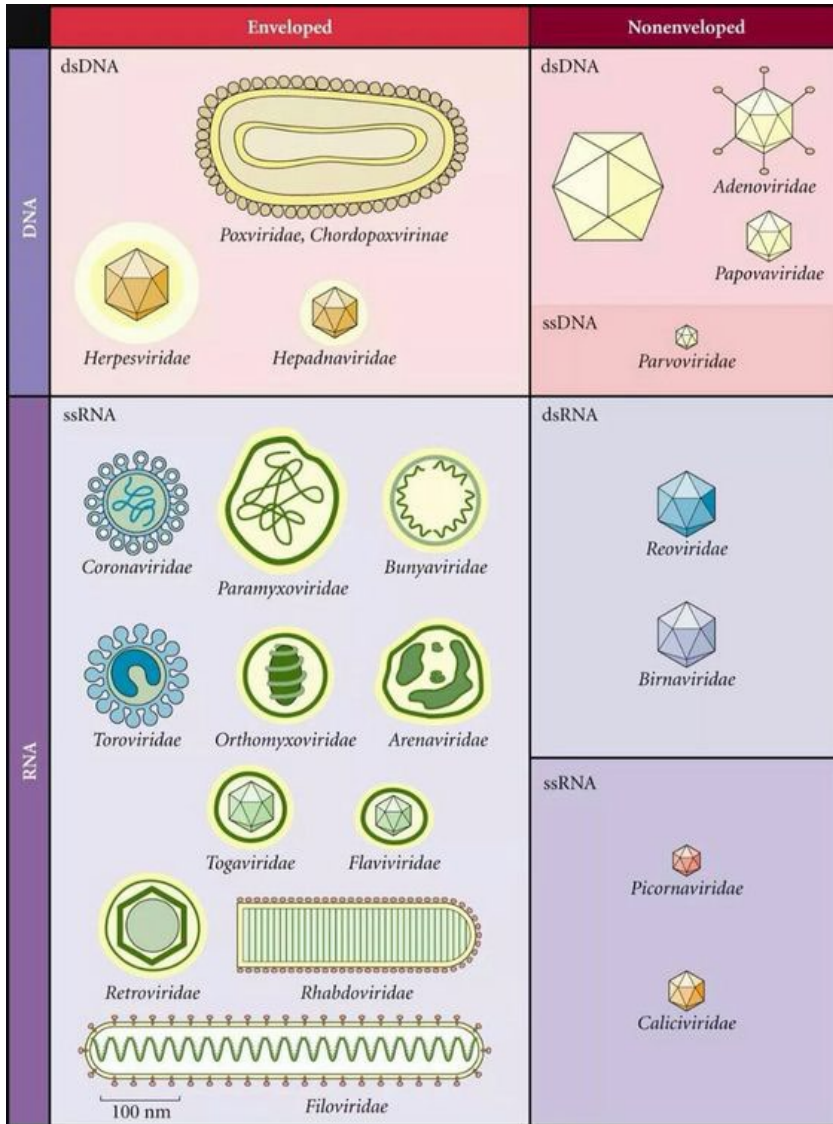 Enveloped
Nonenveloped
DNA
dsDNA
Poxviridae, Chordopoxvirinae
Herpesviridae
Hepadnaviridae
dsDNA
Adenoviridae
Papovaviridae
ssDNA
Parvoviridae
RNA
ssRNA
Coronaviridae
Paramyxoviridae
Bunyaviridae
Toroviridae
Orthomyxoviridae
Arenaviridae
Togaviridae
Flaviviridae
Retroviridae
Rhabdoviridae
100 nm
Filoviridae
dsRNA
Reoviridae
Birnaviridae
ssRNA
Picornaviridae
Caliciviridae